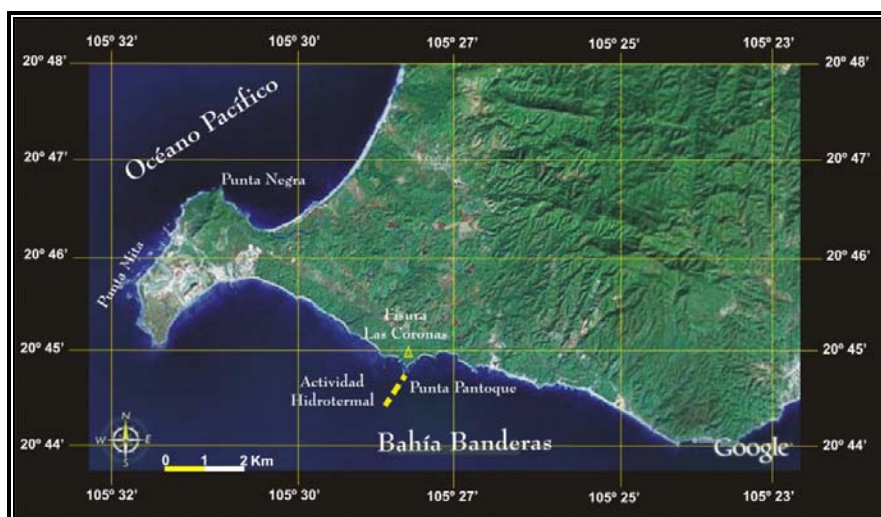 105º 32’ 105º 30’ 105º 27’ 105º 25’ 105º 23’
20º 48’ 20º 48’
Océano Pacífico
20º 47’ 20º 47’
Punta Negra
20º 46’ 20º 46’
Punta Mita
Fisura
Las Coronas
20º 45’ 20º 45’
Actividad
Hidrotermal
Punta Pantoque
N
W E
S
20º 44’ 20º 44’
Bahía Banderas
Google
0 1 2 Km
105º 32’ 105º 30’ 105º 27’ 105º 25’ 105º 23’